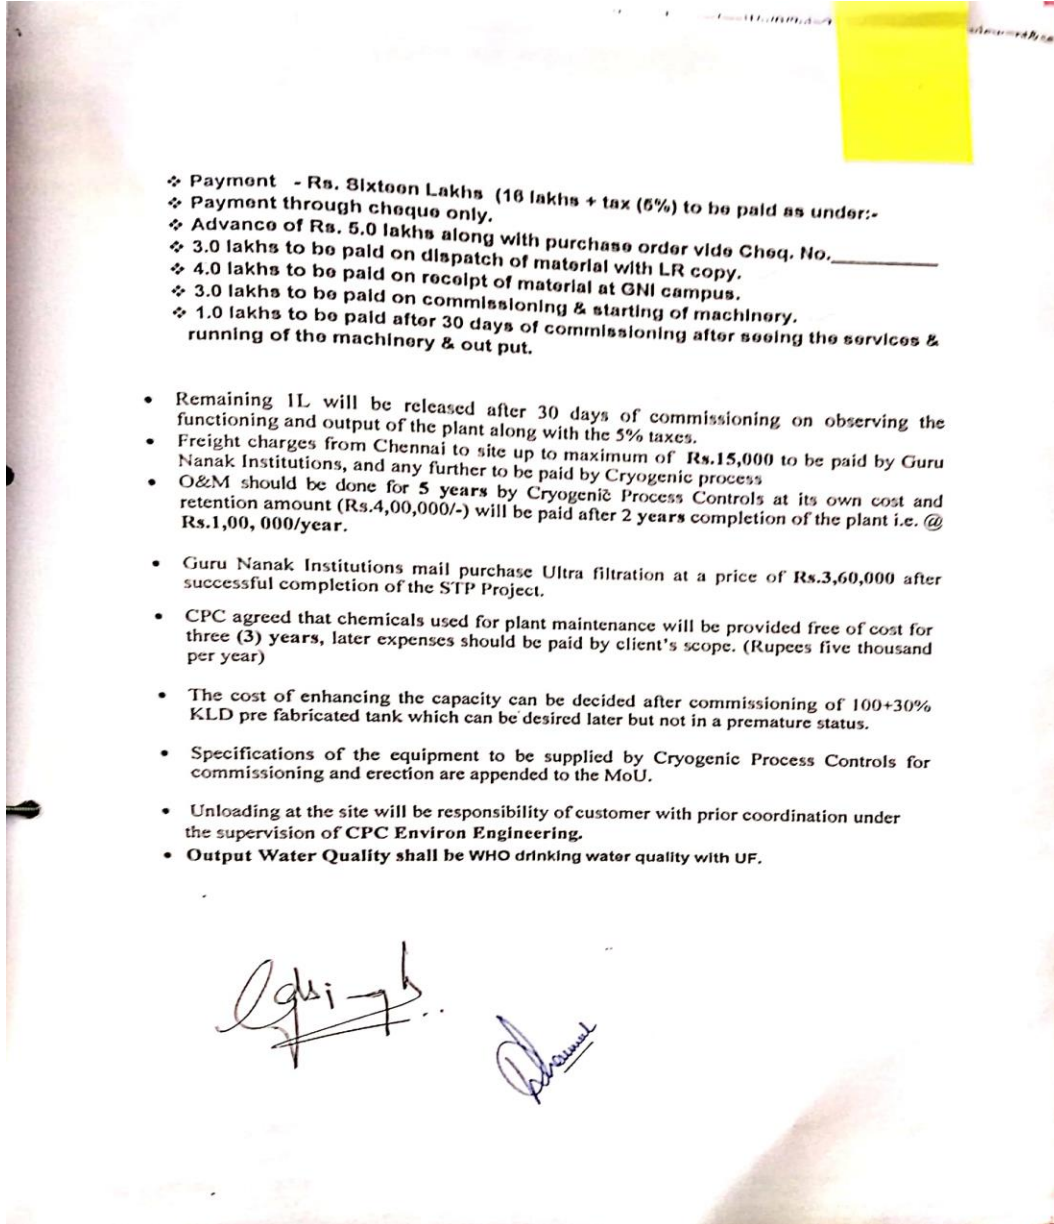 ❖ Payment - Rs. Sixteen Lakhs (16 lakhs + tax (5%) to be paid as under:-
❖ Payment through cheque only.
❖ Advance of Rs. 5.0 lakhs along with purchase order vide Cheq. No.__________
❖ 3.0 lakhs to be paid on dispatch of material with LR copy.
❖ 4.0 lakhs to be paid on receipt of material at GNI campus.
❖ 3.0 lakhs to be paid on commissioning & starting of machinery.
❖ 1.0 lakhs to be paid after 30 days of commissioning after seeing the services &
running of the machinery & out put.
• Remaining 1L will be released after 30 days of commissioning on observing the
functioning and output of the plant along with the 5% taxes.
• Freight charges from Chennai to site up to maximum of Rs.15,000 to be paid by Guru
Nanak Institutions, and any further to be paid by Cryogenic process
• O&M should be done for 5 years by Cryogenic Process Controls at its own cost and
retention amount (Rs.4,00,000/-) will be paid after 2 years completion of the plant i.e. @
Rs.1,00, 000/year.
• Guru Nanak Institutions mail purchase Ultra filtration at a price of Rs.3,60,000 after
successful completion of the STP Project.
• CPC agreed that chemicals used for plant maintenance will be provided free of cost for
three (3) years, later expenses should be paid by client's scope. (Rupees five thousand
per year)
• The cost of enhancing the capacity can be decided after commissioning of 100+30%
KLD pre fabricated tank which can be desired later but not in a premature status.
• Specifications of the equipment to be supplied by Cryogenic Process Controls for
commissioning and erection are appended to the MoU.
• Unloading at the site will be responsibility of customer with prior coordination under
the supervision of CPC Environ Engineering.
• Output Water Quality shall be WHO drinking water quality with UF.